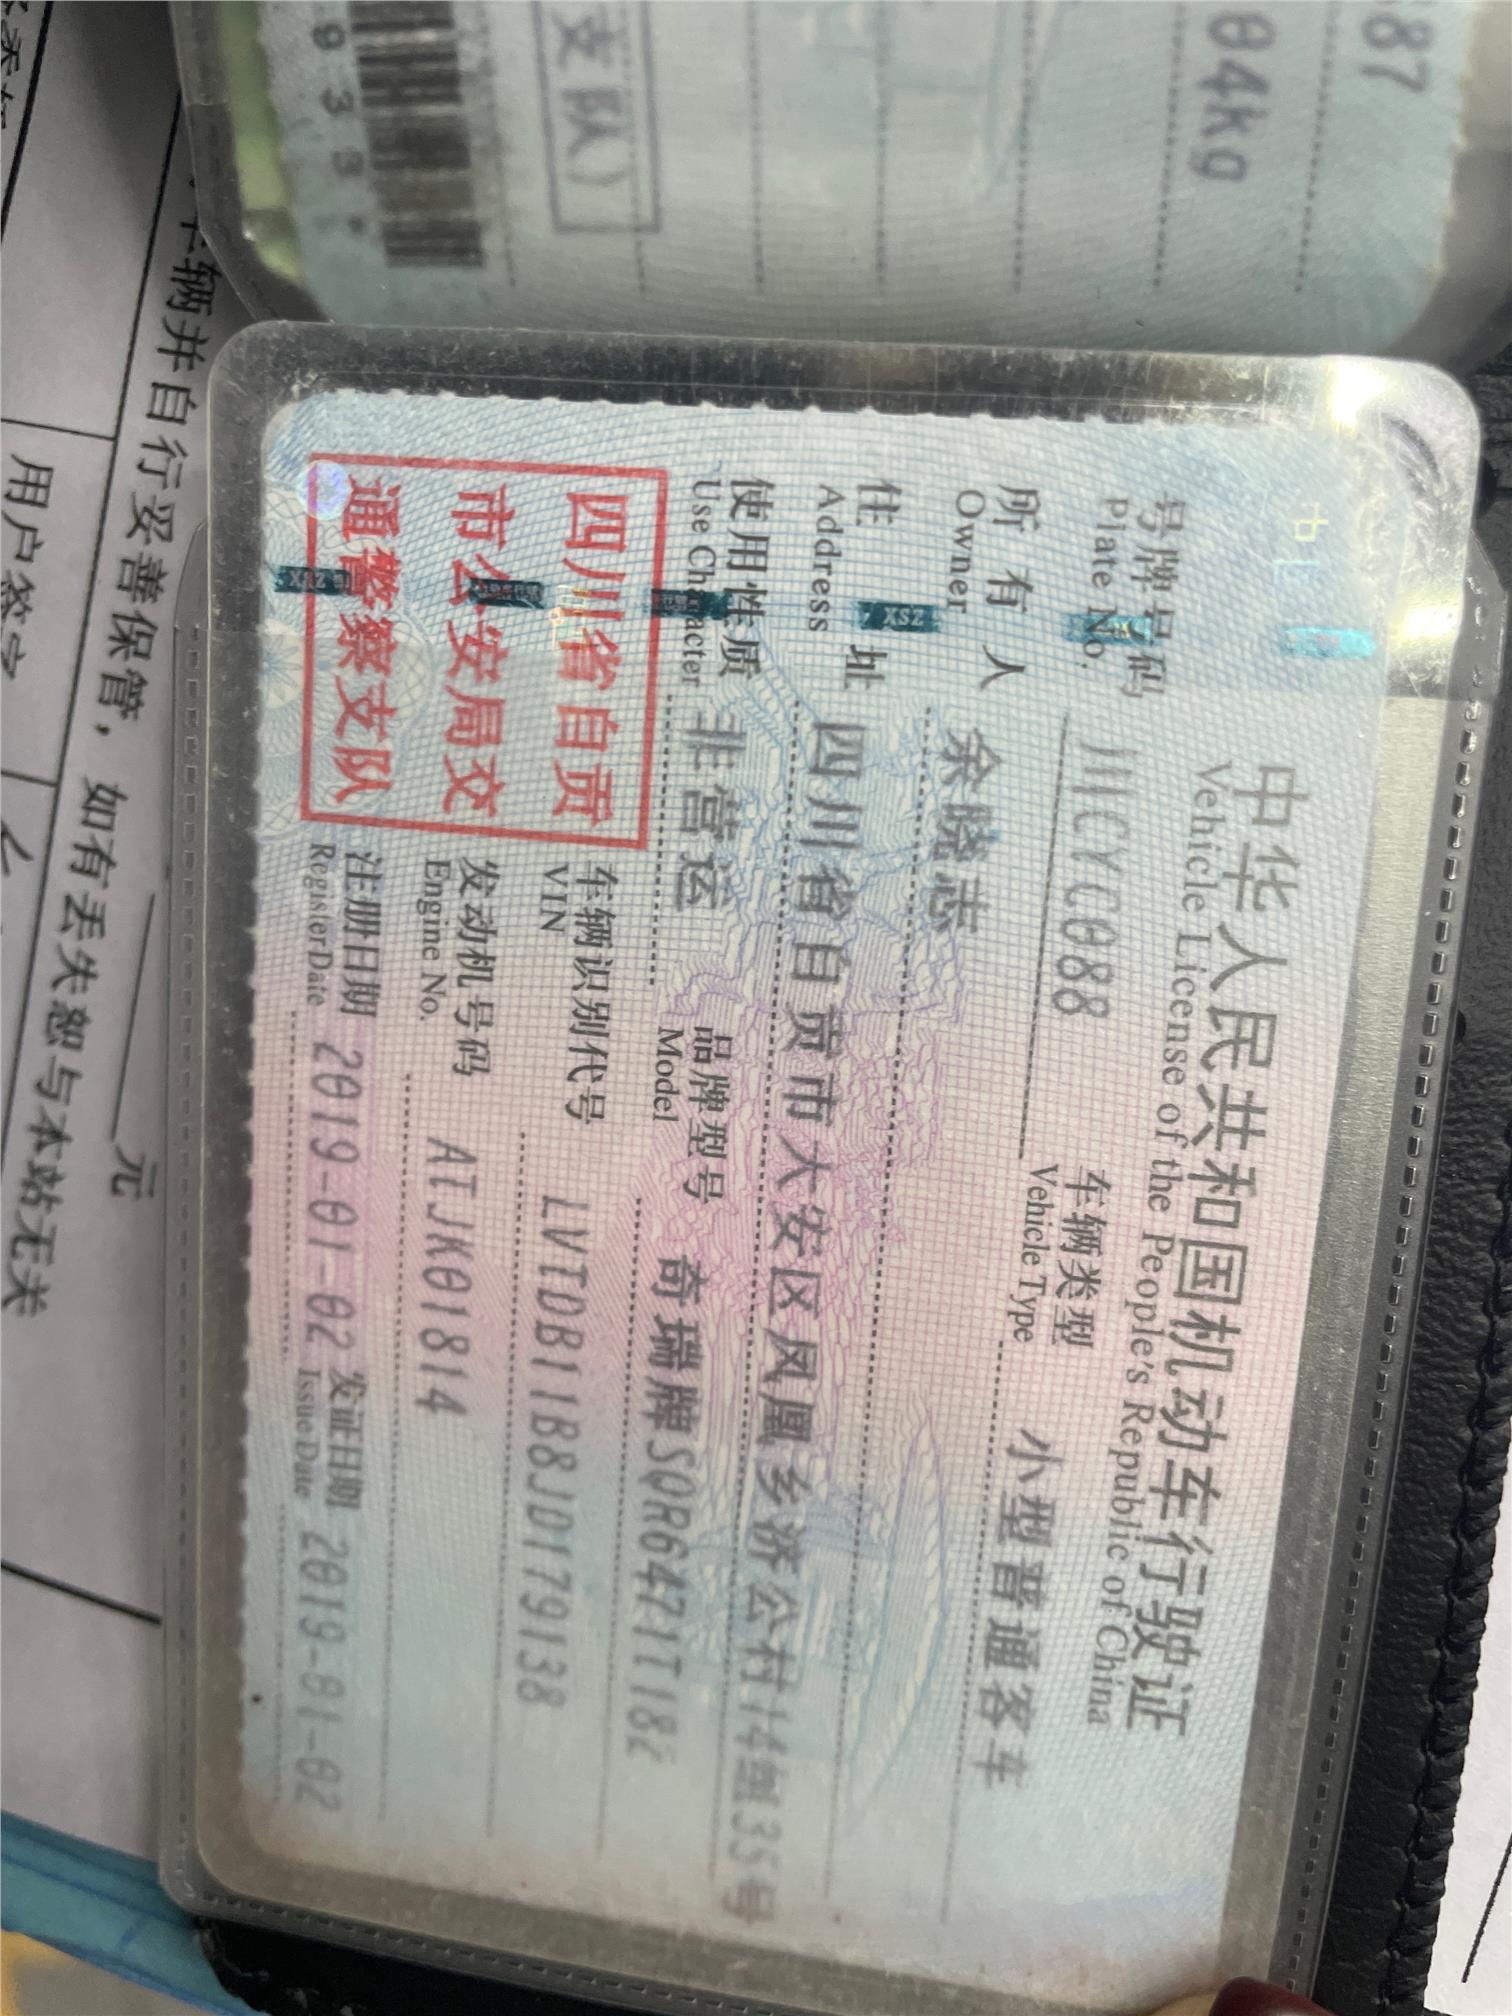 中华人民共和国机动车行驶证
Vehicle License of the People's Republic of China
号牌号码
Plate No.
川CYC088
车辆类型
Vehicle Type
小型普通客车
所有人
Owner
余晓志
住址
Address
四川省自贡市大安区凤凰乡济公村14组35号
使用性质
Use Character
非营运
品牌型号
Model
奇瑞牌SQR6471T182
四川省自贡
市公安局交
通警察支队
车辆识别代号
VIN
LVTDB11B8JD179138
发动机号码
Engine No.
ATJK01814
注册日期
Register Date
2019-01-02
发证日期
Issue Date
2019-01-02
XSZ
87
04kg
支队)
933*
车辆并自行妥善保管，如有丢失恕与本站无关
用户签字
元